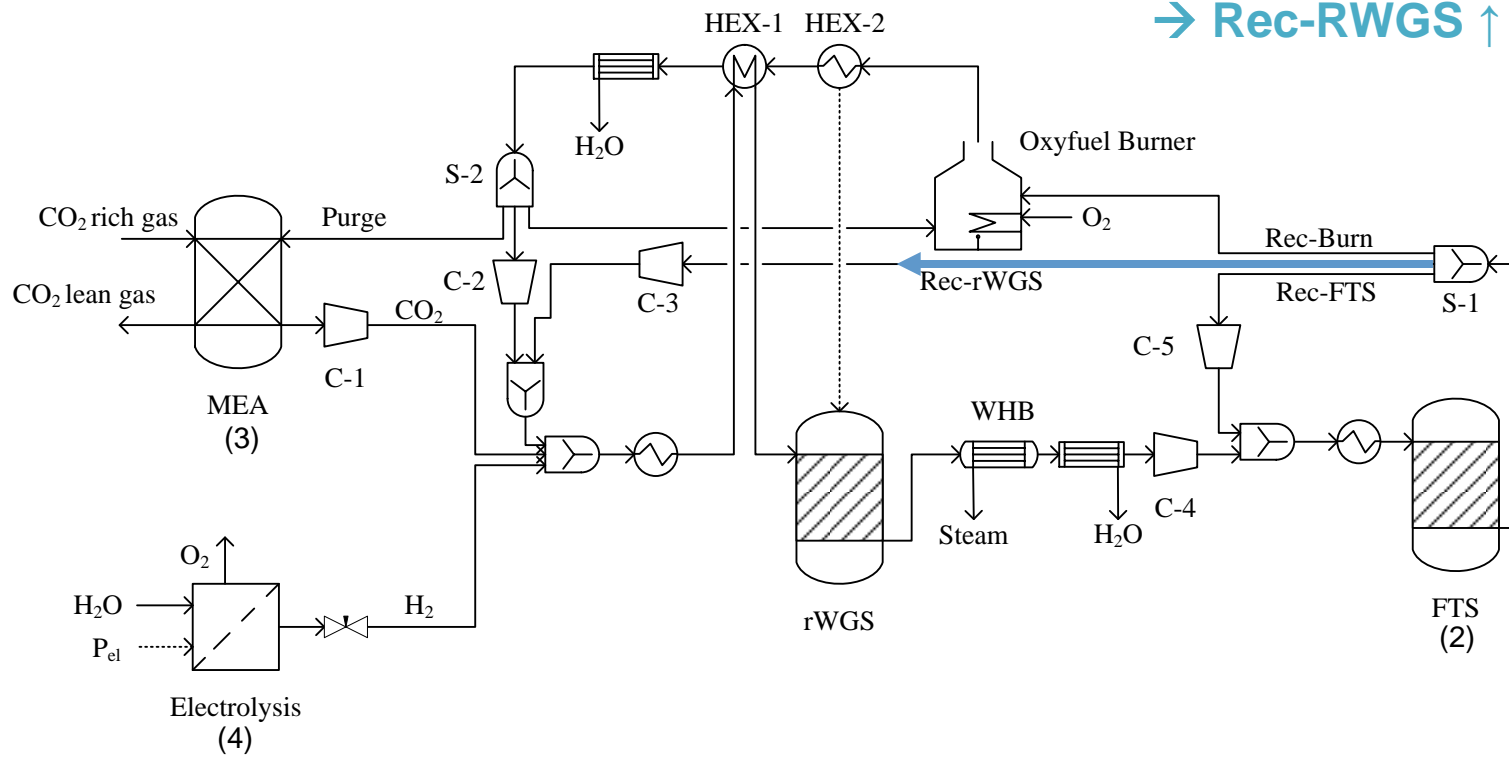 → Rec-RWGS ↑
HEX-1
HEX-2
H₂O
Oxyfuel Burner
S-2
CO₂ rich gas
Purge
O₂
Rec-Burn
C-2
Rec-rWGS
Rec-FTS
S-1
CO₂ lean gas
C-3
CO₂
C-1
C-5
MEA
(3)
WHB
C-4
Steam
H₂O
O₂
H₂O
H₂
Pel
rWGS
FTS
(2)
Electrolysis
(4)